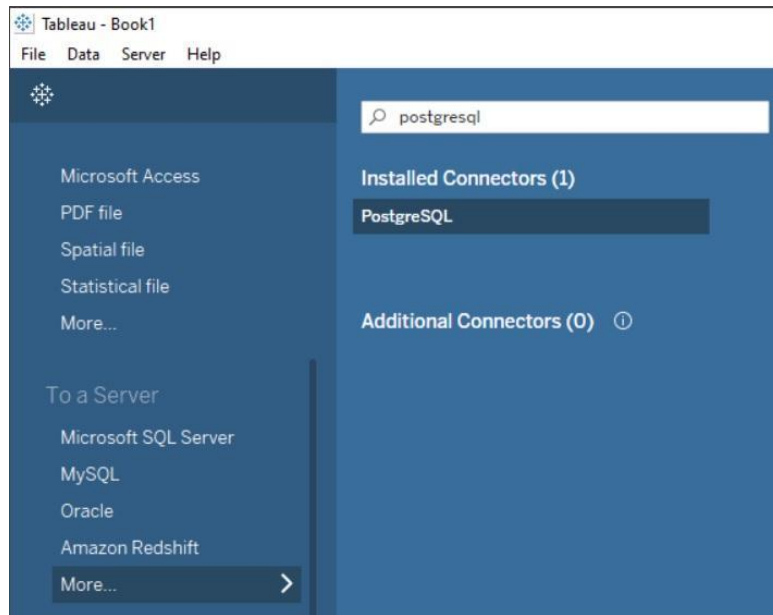 Tableau - Book1
File Data Server Help
postgresql
Microsoft Access
PDF file
Spatial file
Statistical file
More...
To a Server
Microsoft SQL Server
MySQL
Oracle
Amazon Redshift
More...
Installed Connectors (1)
PostgreSQL
Additional Connectors (0)